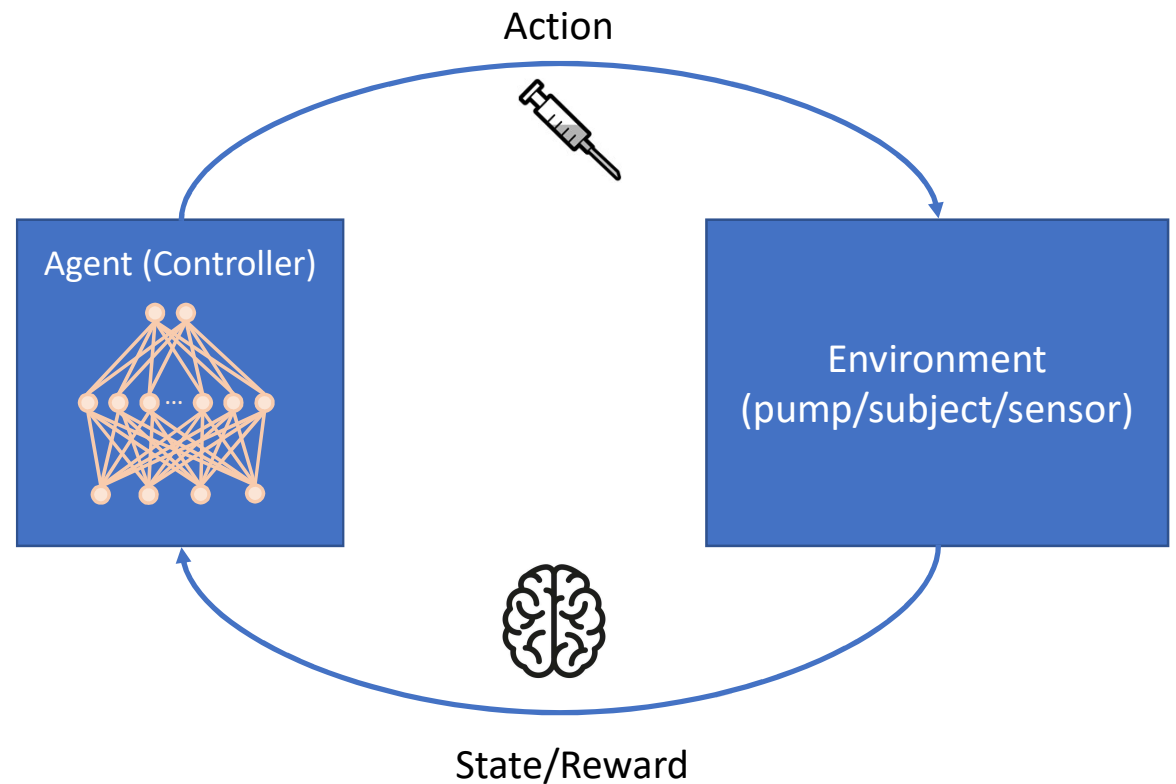 Action
Agent (Controller)
...
Environment
(pump/subject/sensor)
State/Reward